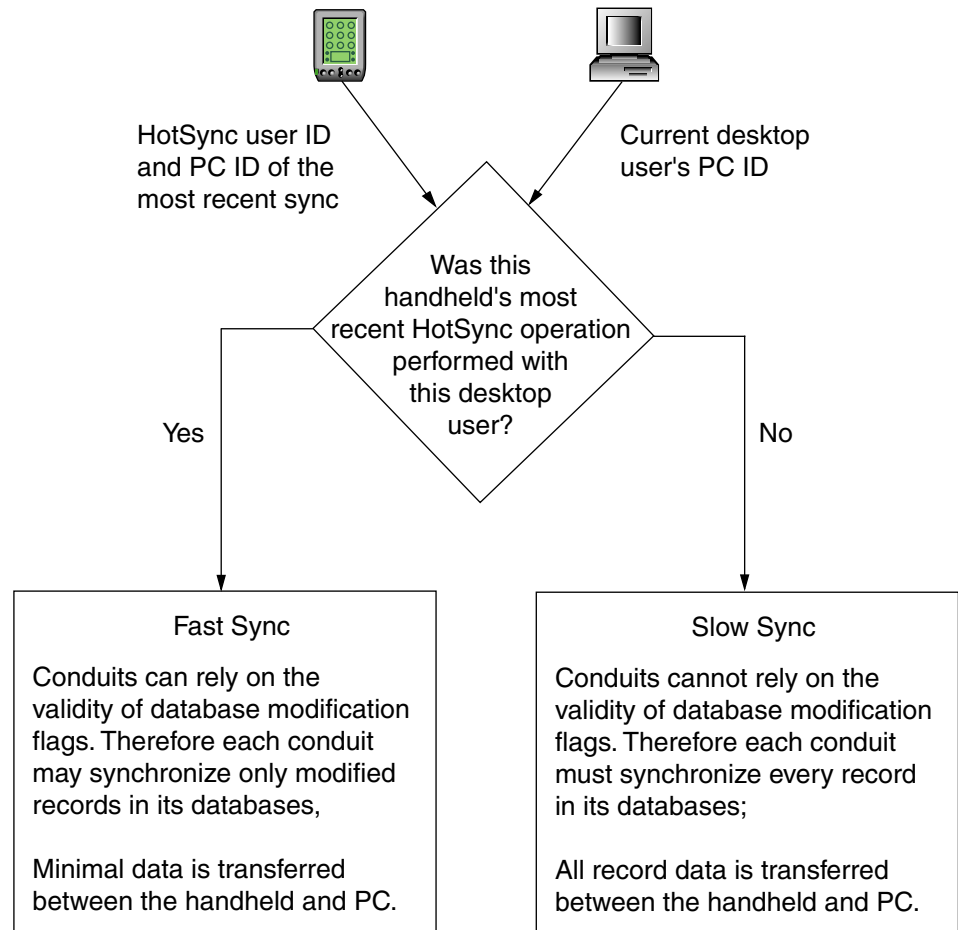 HotSync user ID
and PC ID of the
most recent sync
Current desktop
user's PC ID
Was this
handheld's most
recent HotSync operation
performed with
this desktop
user?
Yes
No
Fast Sync
Conduits can rely on the
validity of database modification
flags. Therefore each conduit
may synchronize only modified
records in its databases,
Minimal data is transferred
between the handheld and PC.
Slow Sync
Conduits cannot rely on the
validity of database modification
flags. Therefore each conduit
must synchronize every record
in its databases;
All record data is transferred
between the handheld and PC.